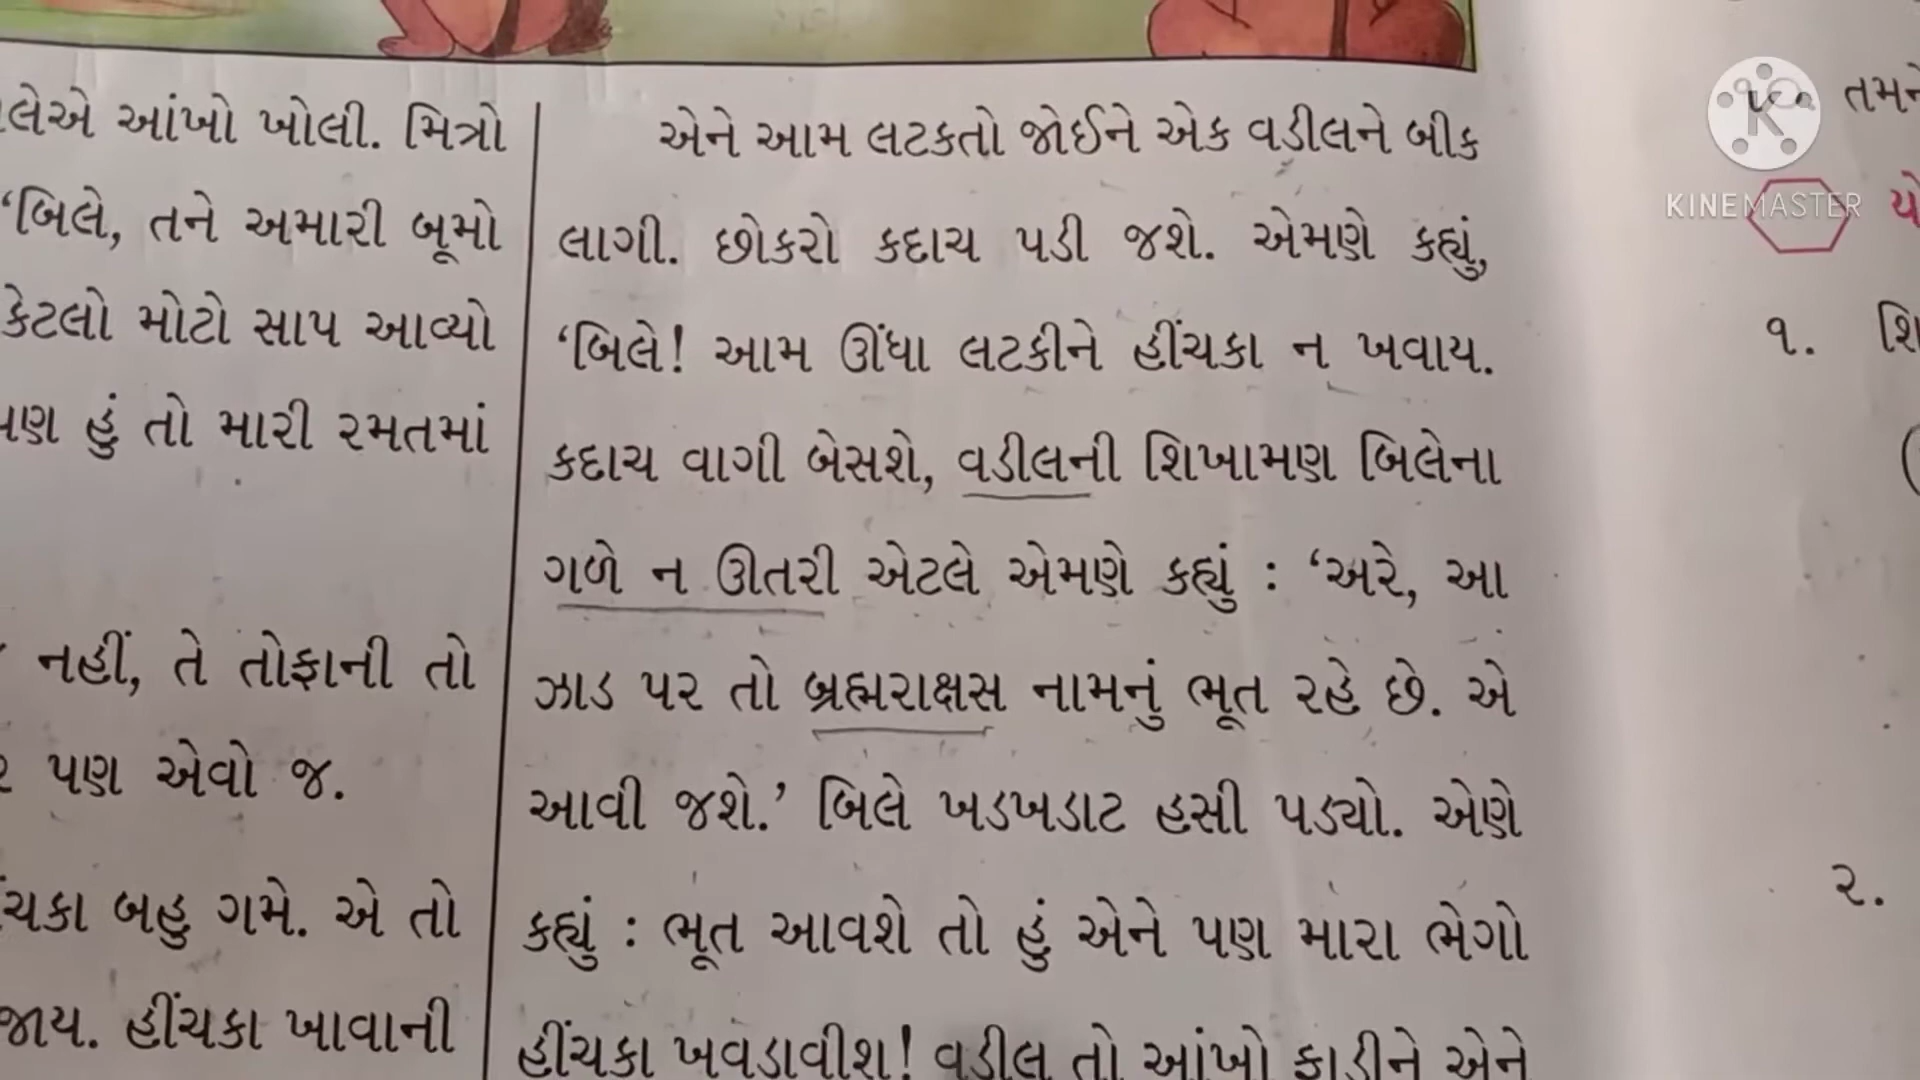 આંખો ખોલી. મિત્રો
‘બિલે, તને અમારી બૂમો
કેટલો મોટો સાપ આવ્યો
હું તો મારી રમતમાં
નહીં, તે તોફાની તો
પણ એવો જ.
બહુ ગમે. એ તો
હીંચકા ખાવાની
એને આમ લટકતો જોઈને એક વડીલને બીક
લાગી. છોકરો કદાચ પડી જશે. એમણે કહ્યું,
‘બિલે! આમ ઊંધા લટકીને હીંચકા ન ખવાય.
કદાચ વાગી બેસશે, વડીલની શિખામણ બિલેના
ગળે ન ઊતરી એટલે એમણે કહ્યું : ‘અરે, આ
ઝાડ પર તો બ્રહ્મરાક્ષસ નામનું ભૂત રહે છે. એ
આવી જશે.’ બિલે ખડખડાટ હસી પડ્યો. એણે
કહ્યું : ભૂત આવશે તો હું એને પણ મારા ભેગો
હીંચકા ખવડાવીશ! વડીલ તો આંખો ફાડીને એને
૧.
૨.
K
KINEMASTER